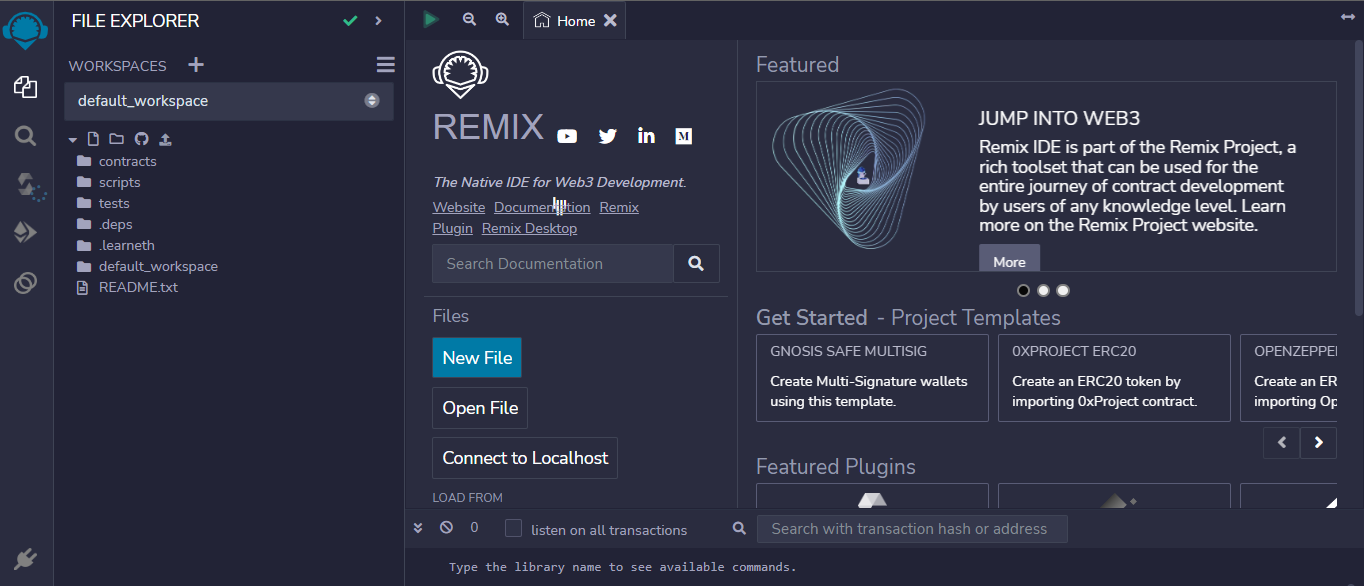 FILE EXPLORER
WORKSPACES
default_workspace
contracts
scripts
tests
.deps
.learneth
default_workspace
README.txt
Home
REMIX
The Native IDE for Web3 Development.
Website Documentation Remix
Plugin Remix Desktop
Search Documentation
Files
New File
Open File
Connect to Localhost
LOAD FROM
Featured
JUMP INTO WEB3
Remix IDE is part of the Remix Project, a
rich toolset that can be used for the
entire journey of contract development
by users of any knowledge level. Learn
more on the Remix Project website.
More
Get Started - Project Templates
GNOSIS SAFE MULTISIG
Create Multi-Signature wallets
using this template.
0XPROJECT ERC20
Create an ERC20 token by
importing 0xProject contract.
OPENZEPPE
Create an ER
importing Op
Featured Plugins
0
listen on all transactions
Search with transaction hash or address
Type the library name to see available commands.